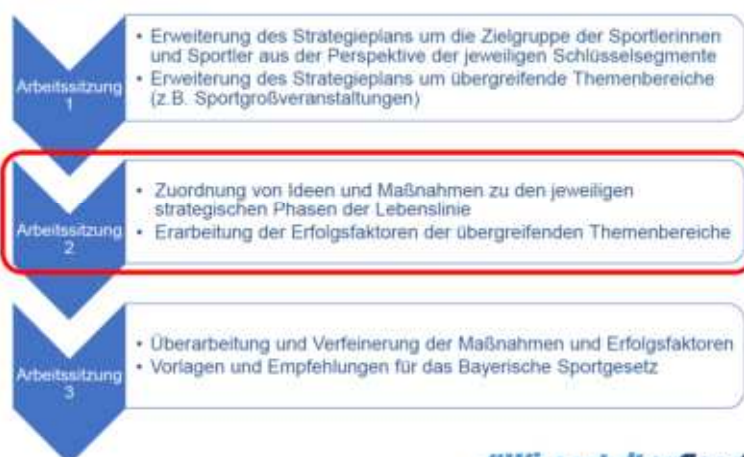 Arbeitssitzung
1
• Erweiterung des Strategieplans um die Zielgruppe der Sportlerinnen
und Sportler aus der Perspektive der jeweiligen Schlüsselsegmente
• Erweiterung des Strategieplans um übergreifende Themenbereiche
(z.B. Sportgroßveranstaltungen)
Arbeitssitzung
2
• Zuordnung von Ideen und Maßnahmen zu den jeweiligen
strategischen Phasen der Lebenslinie
• Erarbeitung der Erfolgsfaktoren der übergreifenden Themenbereiche
Arbeitssitzung
3
• Überarbeitung und Verfeinerung der Maßnahmen und Erfolgsfaktoren
• Vorlagen und Empfehlungen für das Bayerische Sportgesetz